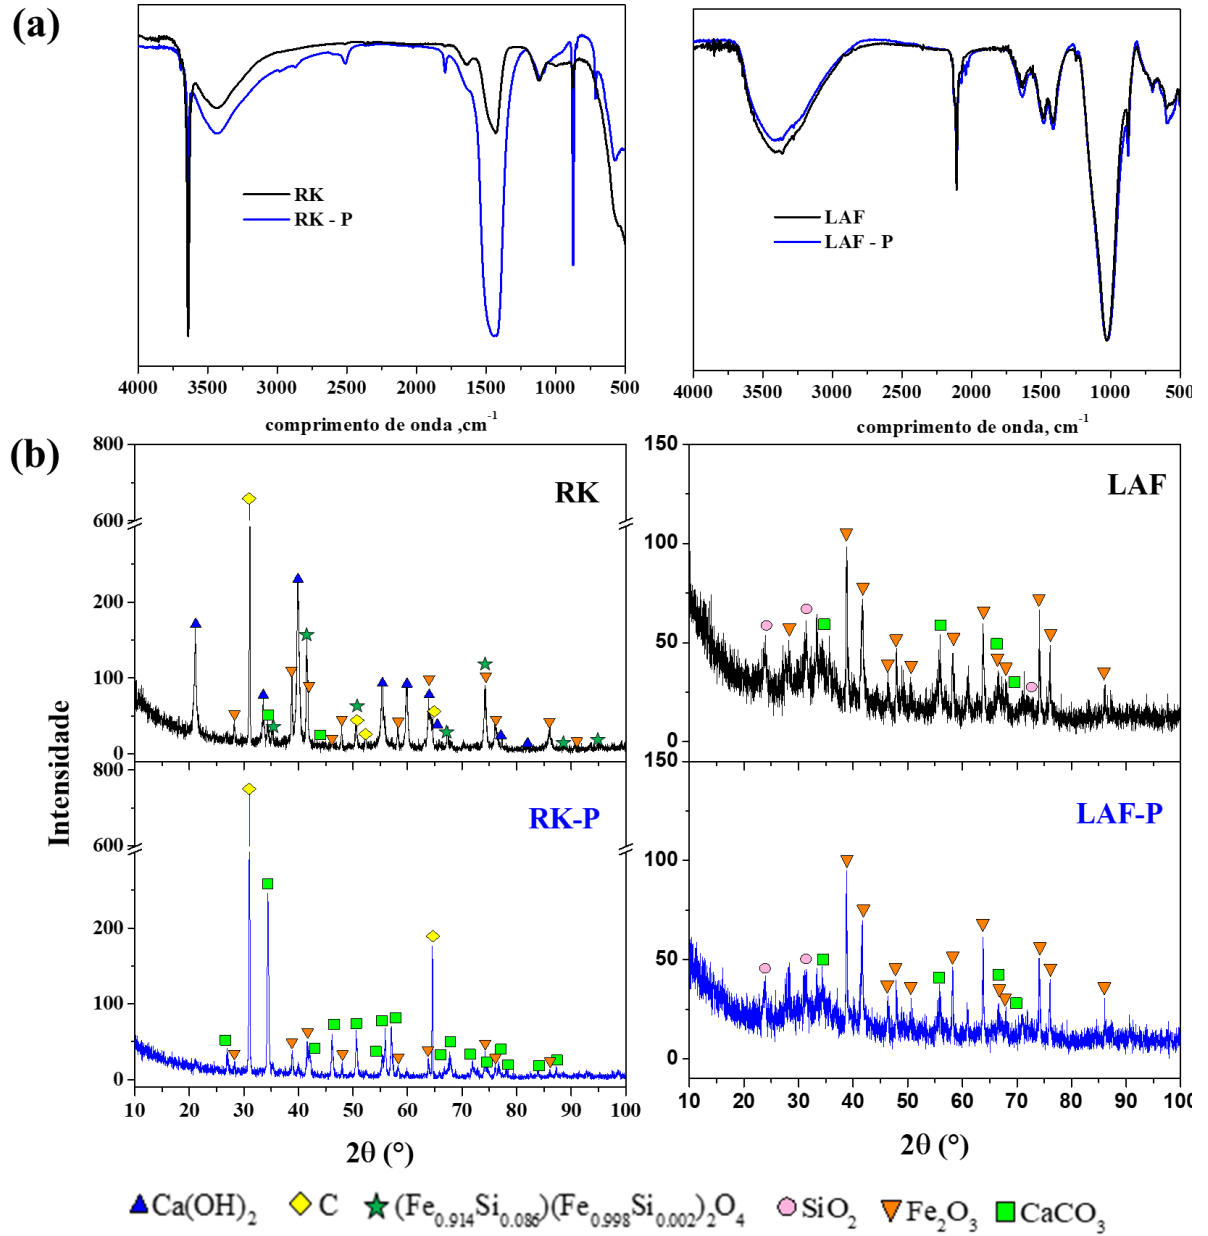 (a)
RK
RK - P
4000 3500 3000 2500 2000 1500 1000 500
comprimento de onda ,cm-1
LAF
LAF - P
4000 3500 3000 2500 2000 1500 1000 500
comprimento de onda, cm-1
(b)
Intensidade
800
600
200
100
0
RK
800
600
200
100
0
RK-P
10 20 30 40 50 60 70 80 90 100
2θ (°)
150
100
50
0
LAF
150
100
50
0
LAF-P
10 20 30 40 50 60 70 80 90 100
2θ (°)
Ca(OH)2 C (Fe0.914Si0.086)(Fe0.998Si0.002)2O4 SiO2 Fe2O3 CaCO3